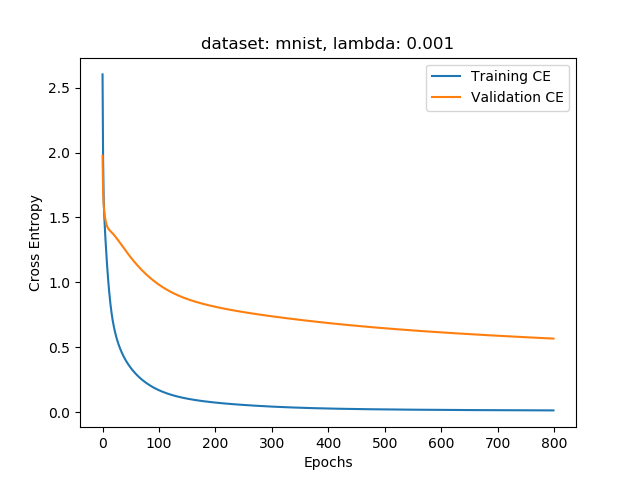 dataset: mnist, lambda: 0.001
Training CE
Validation CE
2.5
2.0
1.5
1.0
0.5
0.0
Cross Entropy
0 100 200 300 400 500 600 700 800
Epochs